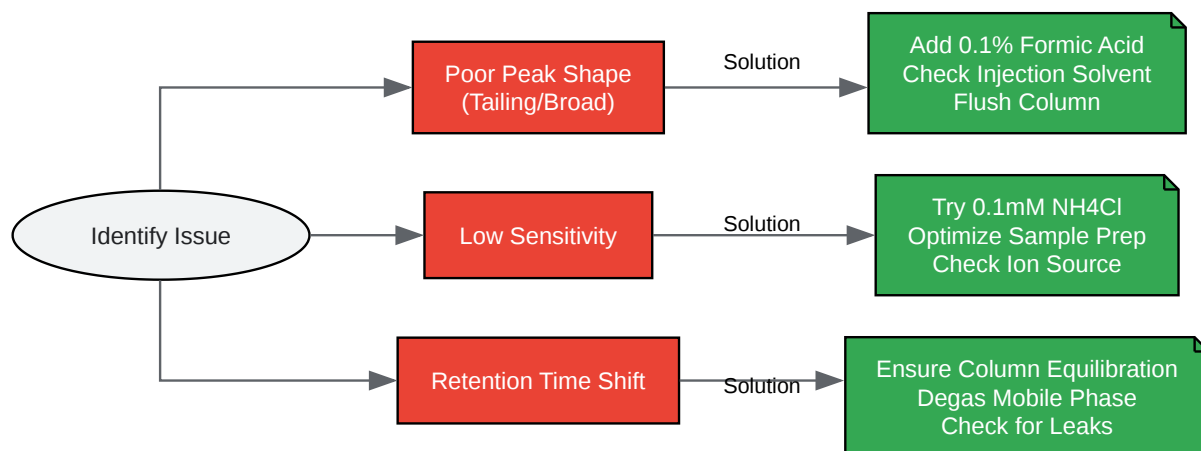 Identify Issue
Poor Peak Shape
(Tailing/Broad)
Solution
Add 0.1% Formic Acid
Check Injection Solvent
Flush Column
Low Sensitivity
Solution
Try 0.1mM NH4Cl
Optimize Sample Prep
Check Ion Source
Retention Time Shift
Solution
Ensure Column Equilibration
Degas Mobile Phase
Check for Leaks